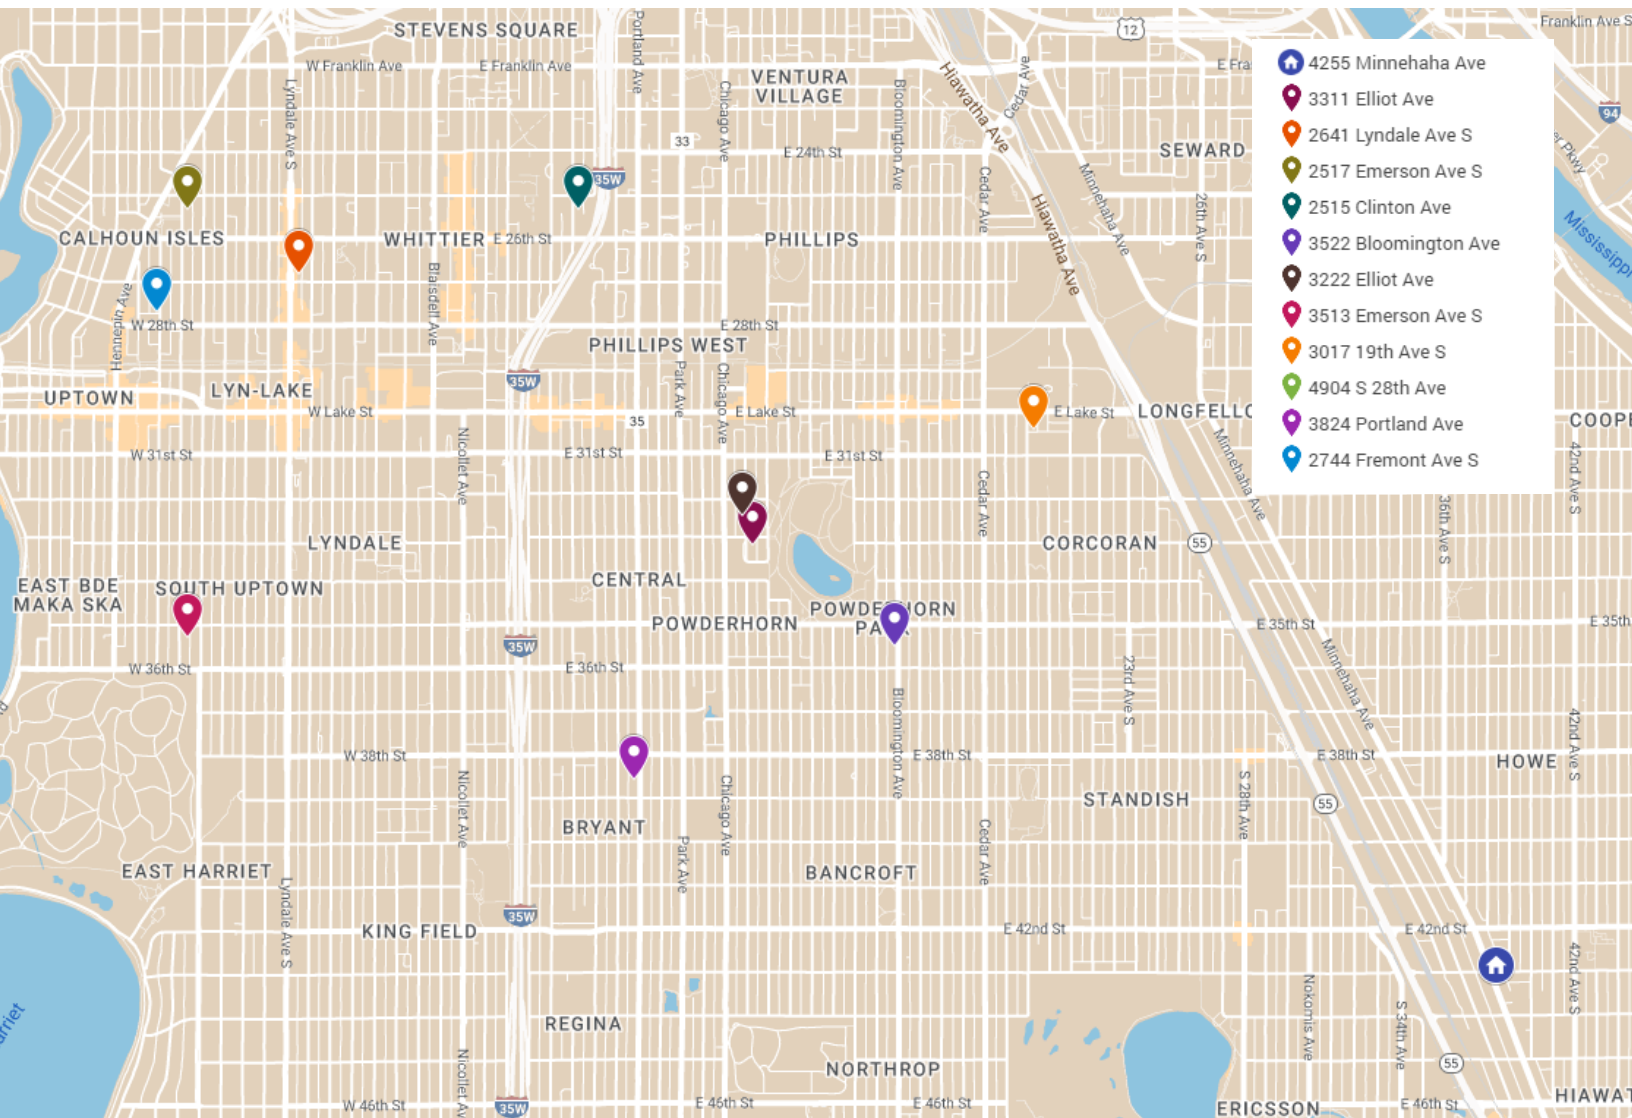 STEVENS SQUARE
Portland Ave
12
Franklin Ave S
W Franklin Ave
E Franklin Ave
E Fra
VENTURA
VILLAGE
Hiawatha Ave
Cedar Ave
Lyndale Ave S
Chicago Ave
Bloomington Ave
33
E 24th St
SEWARD
94
er Pkwy
35W
Cedar Ave
Minnehaha Ave
26th Ave S
Hiawatha Ave
Mississippi
CALHOUN ISLES
WHITTIER
E 26th St
PHILLIPS
Blaisdell Ave
Hennepin Ave
W 28th St
E 28th St
PHILLIPS WEST
35W
Park Ave
Chicago Ave
UPTOWN
LYN-LAKE
W Lake St
35
E Lake St
E Lake St
LONGFELLO
COOPE
W 31st St
E 31st St
E 31st St
Nicollet Ave
Cedar Ave
Minnehaha Ave
36th Ave S
42nd Ave S
LYNDALE
CORCORAN
55
EAST BDE
MAKA SKA
SOUTH UPTOWN
CENTRAL
POWDERHORN
POWDERHORN
PARK
E 35th St
E 35th
35W
W 36th St
E 36th St
23rd Ave S
Minnehaha Ave
Bloomington Ave
42nd Ave S
W 38th St
E 38th St
E 38th St
HOWE
Nicollet Ave
Chicago Ave
S 28th Ave
STANDISH
55
BRYANT
Park Ave
Cedar Ave
EAST HARRIET
BANCROFT
Lyndale Ave S
35W
KING FIELD
E 42nd St
E 42nd St
42nd Ave S
Nokomis Ave
S 34th Ave
arriet
REGINA
Nicollet Av
NORTHROP
55
W 46th St
35W
E 46th St
E 46th St
ERICSSON
E 46th St
HIAWAT
4255 Minnehaha Ave
3311 Elliot Ave
2641 Lyndale Ave S
2517 Emerson Ave S
2515 Clinton Ave
3522 Bloomington Ave
3222 Elliot Ave
3513 Emerson Ave S
3017 19th Ave S
4904 S 28th Ave
3824 Portland Ave
2744 Fremont Ave S